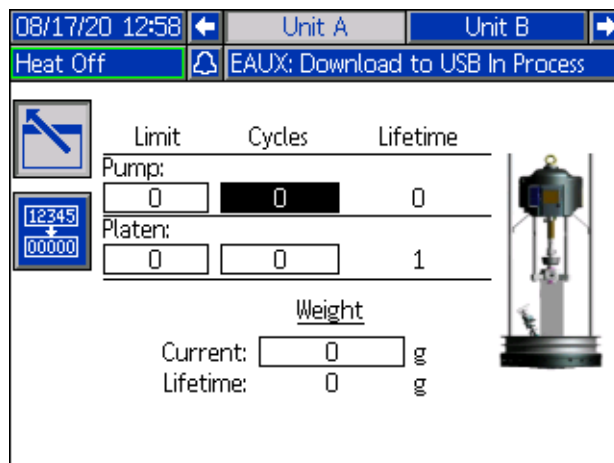 08/17/20 12:58 Unit A Unit B
Heat Off EAUX: Download to USB In Process
Limit Cycles Lifetime
Pump:
0 0 0
12345
00000
Platen:
0 0 1
Weight
Current: 0 g
Lifetime: 0 g